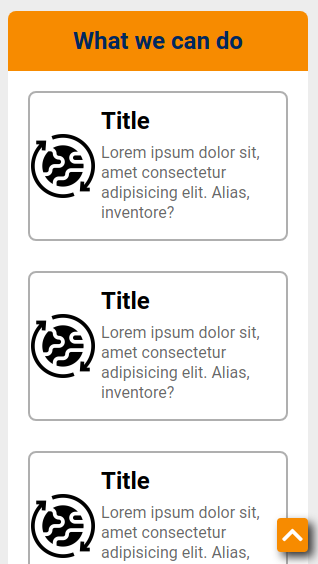 What we can do
Title
Lorem ipsum dolor sit,
amet consectetur
adipisicing elit. Alias,
inventore?
Title
Lorem ipsum dolor sit,
amet consectetur
adipisicing elit. Alias,
inventore?
Title
Lorem ipsum dolor sit,
amet consectetur
adipisicing elit. Alias,